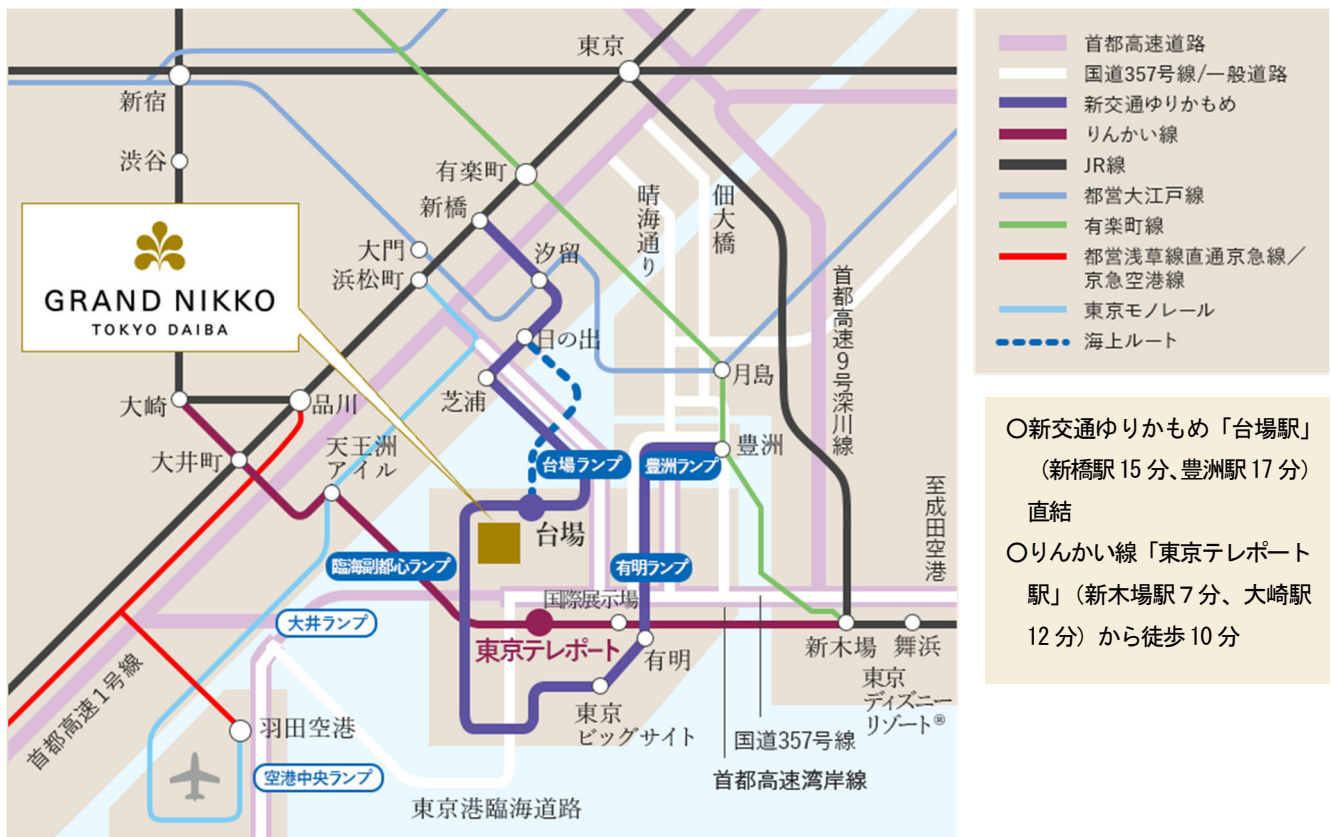 東京
新宿
渋谷
有楽町
新橋
晴海通り
佃大橋
GRAND NIKKO
TOKYO DAIBA
大門
汐留
浜松町
首都高速9号深川線
日の出
月島
芝浦
大崎
品川
大井町
天王洲
アイル
台場ランプ
豊洲ランプ
豊洲
至成田空港
台場
臨海副都心ランプ
有明ランプ
国際展示場
大井ランプ
東京テレポート
有明
新木場
舞浜
東京
ディズニー
リゾート®
首都高速1号線
羽田空港
東京
ビッグサイト
国道357号線
首都高速湾岸線
空港中央ランプ
東京港臨海道路
首都高速道路
国道357号線/一般道路
新交通ゆりかもめ
りんかい線
JR線
都営大江戸線
有楽町線
都営浅草線直通京急線／
京急空港線
東京モノレール
海上ルート
○新交通ゆりかもめ「台場駅」
（新橋駅 15 分、豊洲駅 17 分）
直結
○りんかい線「東京テレポート
駅」（新木場駅 7 分、大崎駅
12 分）から徒歩 10 分